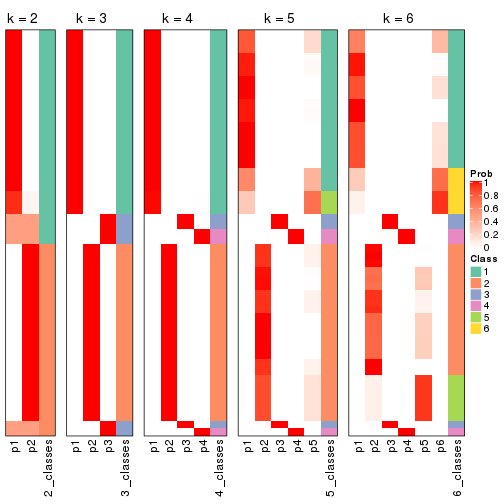 k = 2
k = 3
k = 4
k = 5
k = 6
p1
p2
2_classes
p1
p2
p3
3_classes
p1
p2
p3
p4
4_classes
p1
p2
p3
p4
p5
5_classes
p1
p2
p3
p4
p5
p6
6_classes
Prob
1
0.8
0.6
0.4
0.2
0
Class
1
2
3
4
5
6